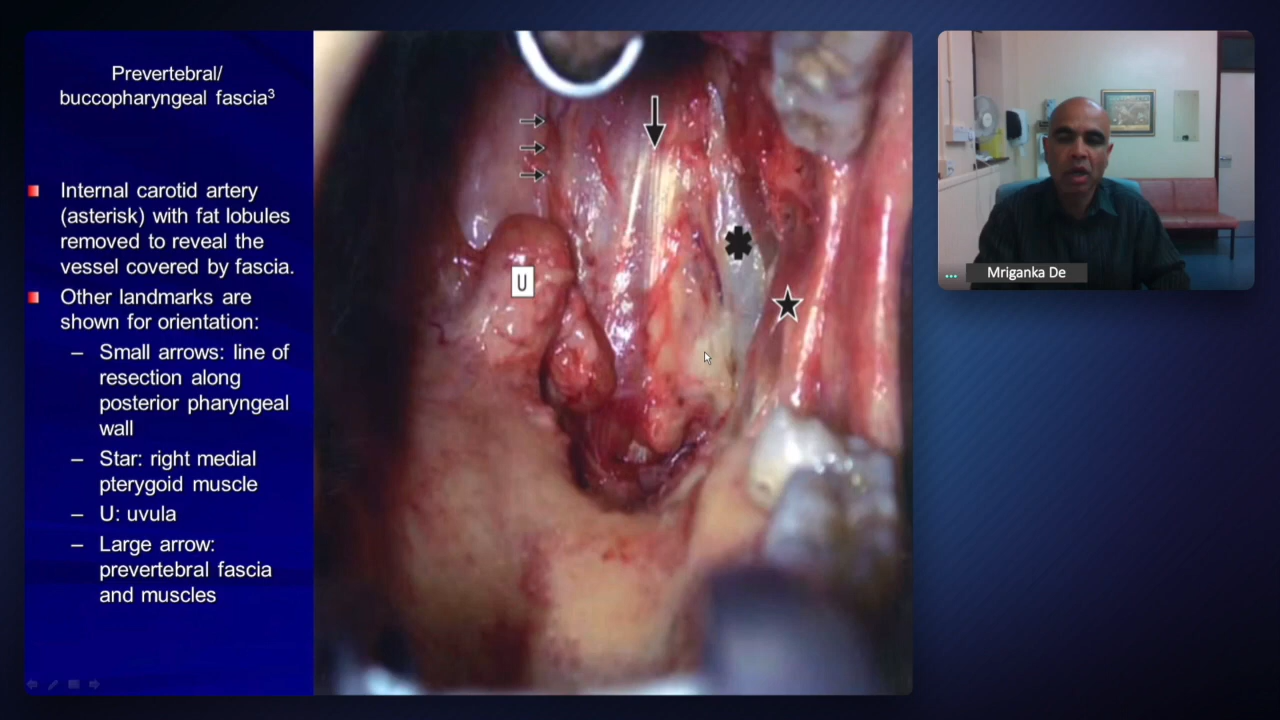 Prevertebral/
buccopharyngeal fascia³
Internal carotid artery
(asterisk) with fat lobules
removed to reveal the
vessel covered by fascia.
Other landmarks are
shown for orientation:
– Small arrows: line of
resection along
posterior pharyngeal
wall
– Star: right medial
pterygoid muscle
– U: uvula
– Large arrow:
prevertebral fascia
and muscles
U
Mriganka De